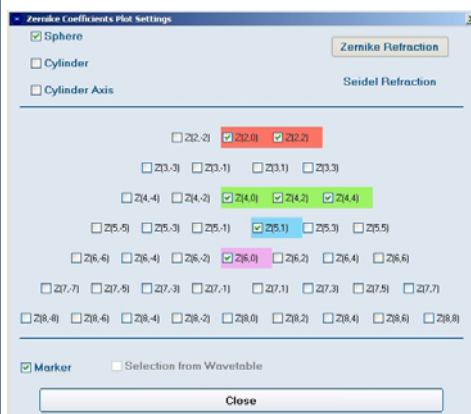 Zernike Coefficients Plot Settings
Sphere
Zernike Refraction
Cylinder
Seidel Refraction
Cylinder Axis
Z(2,-2) Z(2,0) Z(2,2)
Z(3,-3) Z(3,-1) Z(3,1) Z(3,3)
Z(4,-4) Z(4,-2) Z(4,0) Z(4,2) Z(4,4)
Z(5,-5) Z(5,-3) Z(5,-1) Z(5,1) Z(5,3) Z(5,5)
Z(6,-6) Z(6,-4) Z(6,-2) Z(6,0) Z(6,2) Z(6,4) Z(6,6)
Z(7,-7) Z(7,-5) Z(7,-3) Z(7,-1) Z(7,1) Z(7,3) Z(7,5) Z(7,7)
Z(8,-8) Z(8,-6) Z(8,-4) Z(8,-2) Z(8,0) Z(8,2) Z(8,4) Z(8,6) Z(8,8)
Marker Selection from Wavetable
Close